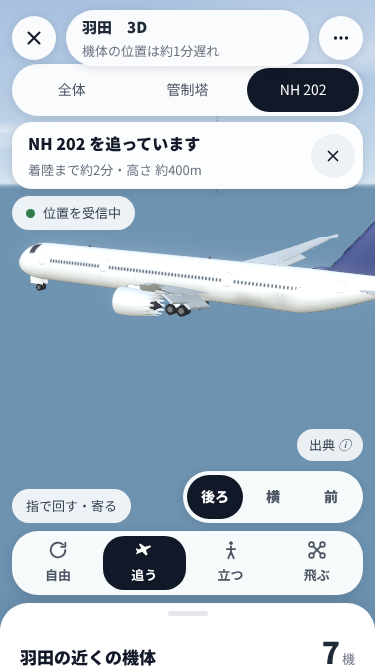 羽田　3D
機体の位置は約1分遅れ
全体
管制塔
NH 202
NH 202 を追っています
着陸まで約2分・高さ 約400m
位置を受信中
出典 ⓘ
指で回す・寄る
後ろ
横
前
自由
追う
立つ
飛ぶ
羽田の近くの機体
7 機